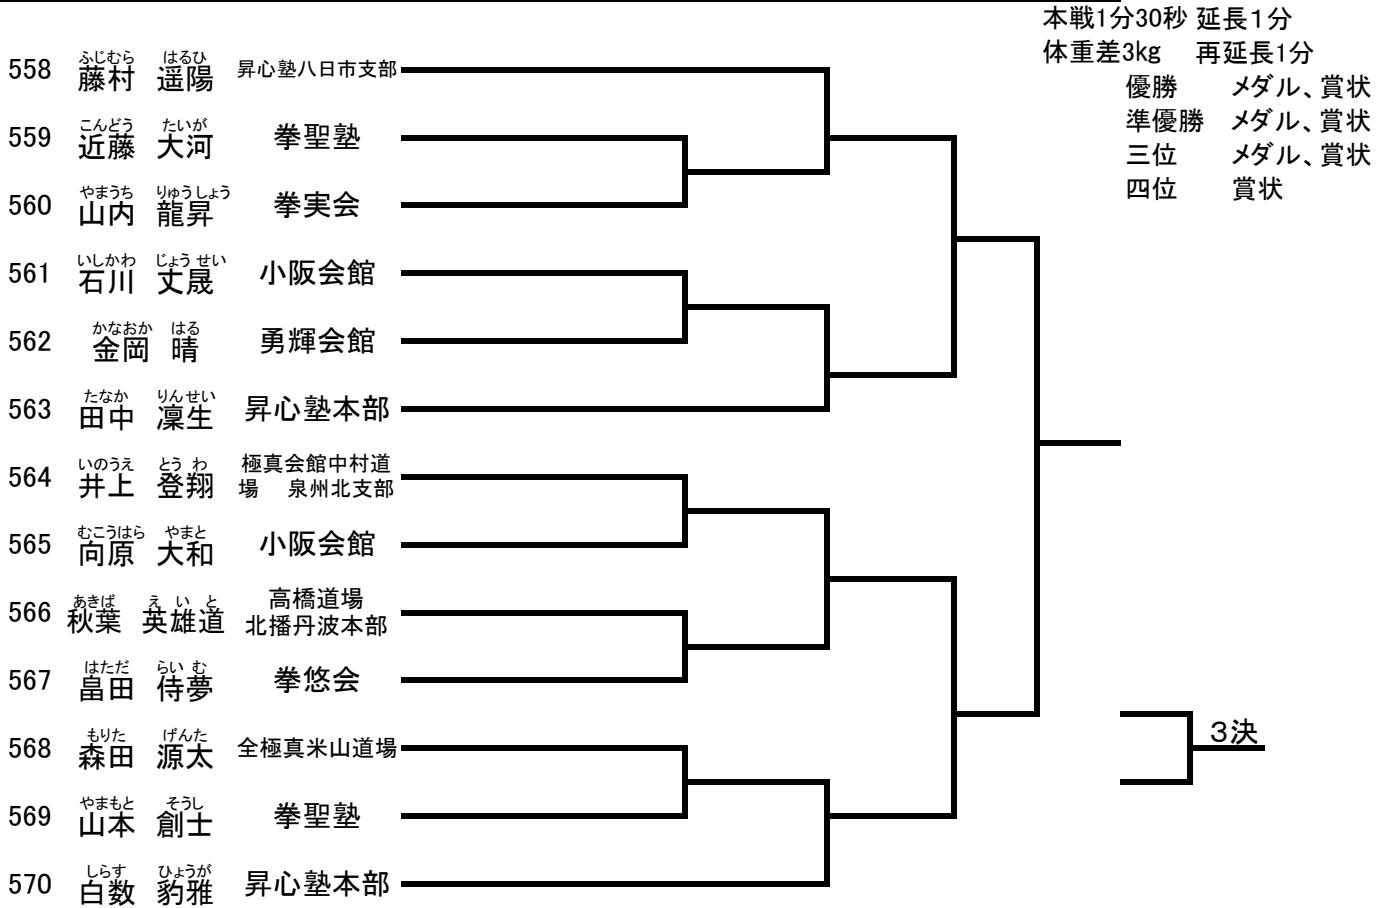 本戦1分30秒 延長１分
体重差3kg 再延長1分
優勝 メダル、賞状
準優勝 メダル、賞状
三位 メダル、賞状
四位 賞状
ふじむら はるひ
558 藤村 遥陽 昇心塾八日市支部
こんどう たいが
559 近藤 大河 拳聖塾
やまうち りゅうしょう
560 山内 龍昇 拳実会
いしかわ じょうせい
561 石川 丈晟 小阪会館
かなおか はる
562 金岡 晴 勇輝会館
たなか りんせい
563 田中 凜生 昇心塾本部
いのうえ とうわ
564 井上 登翔 極真会館中村道
場 泉州北支部
むこうはら やまと
565 向原 大和 小阪会館
あきば えいと
566 秋葉 英雄道 高橋道場
北播丹波本部
はただ らいむ
567 畠田 侍夢 拳悠会
もりた げんた
568 森田 源太 全極真米山道場
３決
やまもと そうし
569 山本 創士 拳聖塾
しらす ひょうが
570 白数 豹雅 昇心塾本部